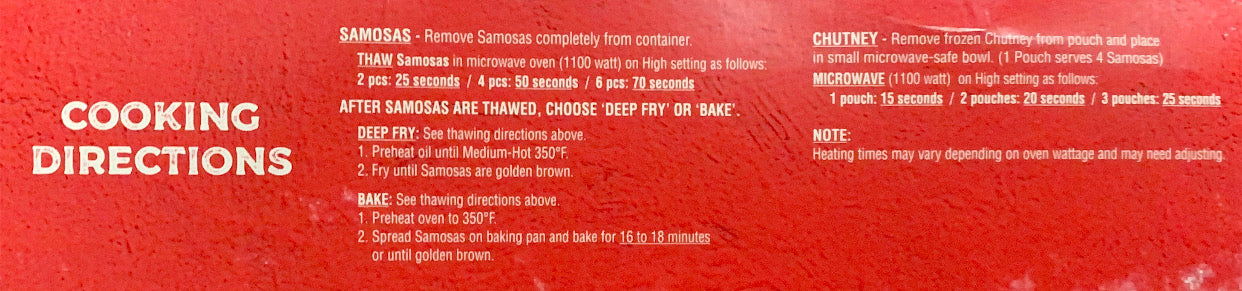 COOKING
DIRECTIONS
SAMOSAS - Remove Samosas completely from container.
THAW Samosas in microwave oven (1100 watt) on High setting as follows:
2 pcs: 25 seconds / 4 pcs: 50 seconds / 6 pcs: 70 seconds
AFTER SAMOSAS ARE THAWED, CHOOSE ‘DEEP FRY’ OR ‘BAKE’.
DEEP FRY: See thawing directions above.
1. Preheat oil until Medium-Hot 350°F.
2. Fry until Samosas are golden brown.
BAKE: See thawing directions above.
1. Preheat oven to 350°F.
2. Spread Samosas on baking pan and bake for 16 to 18 minutes
or until golden brown.
CHUTNEY - Remove frozen Chutney from pouch and place
in small microwave-safe bowl. (1 Pouch serves 4 Samosas)
MICROWAVE (1100 watt) on High setting as follows:
1 pouch: 15 seconds / 2 pouches: 20 seconds / 3 pouches: 25 seconds
NOTE:
Heating times may vary depending on oven wattage and may need adjusting.